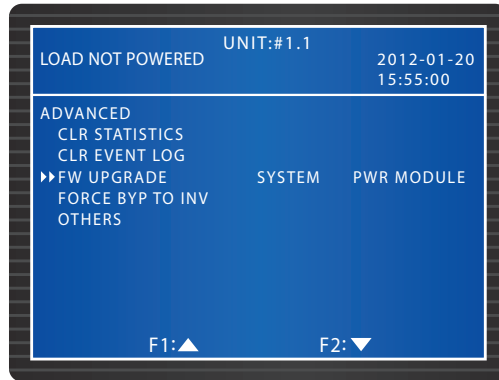 UNIT:#1.1
LOAD NOT POWERED 2012-01-20
15:55:00
ADVANCED
CLR STATISTICS
CLR EVENT LOG
FW UPGRADE SYSTEM PWR MODULE
FORCE BYP TO INV
OTHERS
F1: F2: